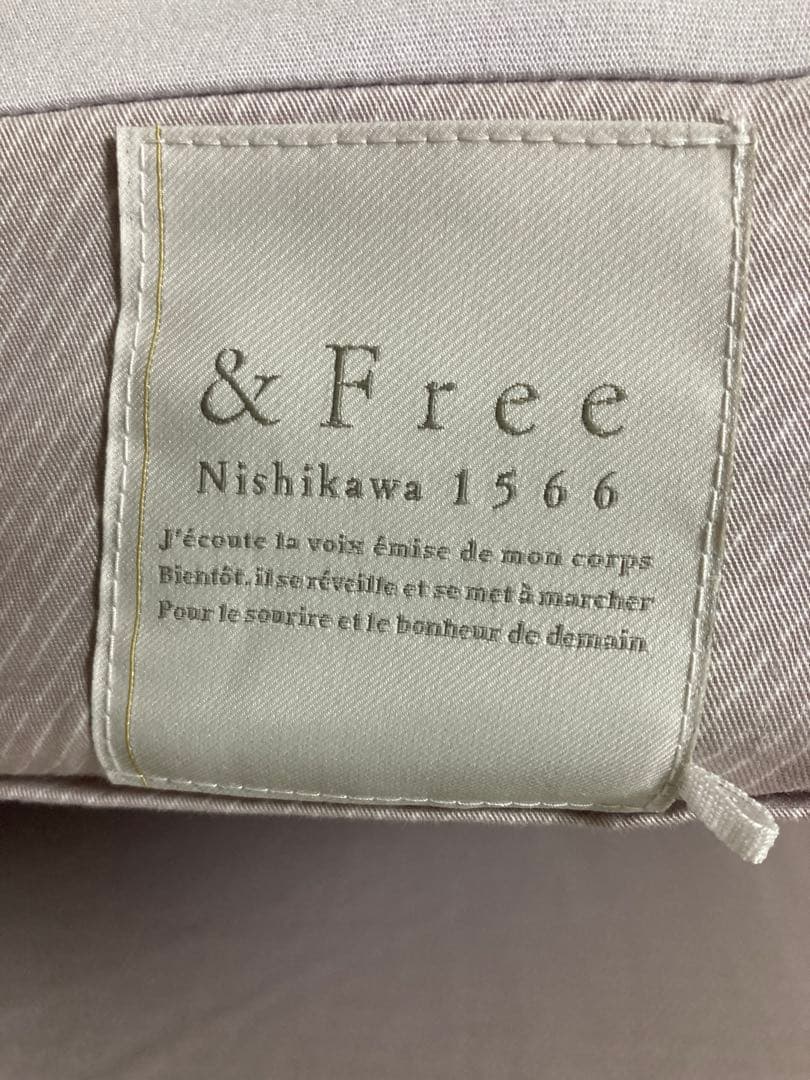 & Free
Nishikawa 1566
J'écoute la voix émise de mon corps
Bientôt, il se réveille et se met à marcher
Pour le sourire et le bonheur de demain